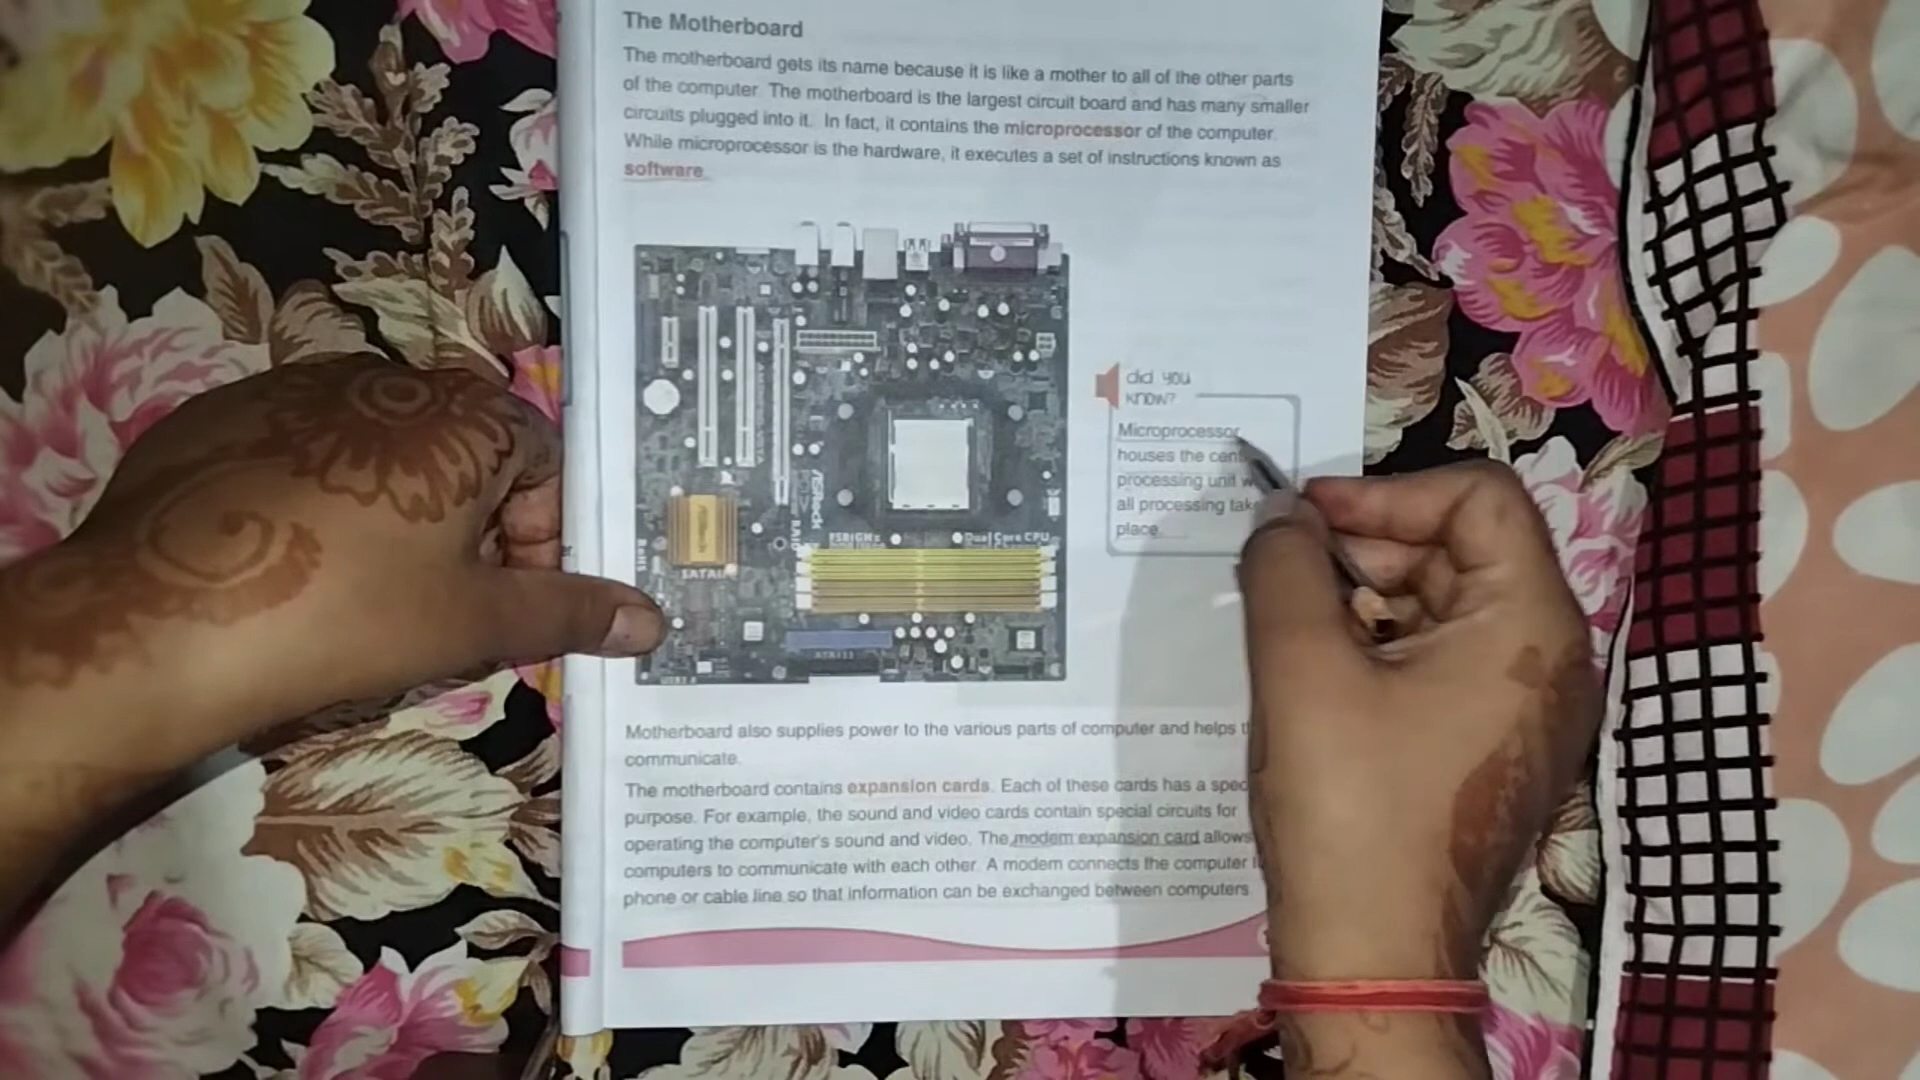 The Motherboard
The motherboard gets its name because it is like a mother to all of the other parts
of the computer. The motherboard is the largest circuit board and has many smaller
circuits plugged into it. In fact, it contains the microprocessor of the computer.
While microprocessor is the hardware, it executes a set of instructions known as
software.
did you
know?
Microprocessor
houses the cent
processing unit w
all processing take
place.
ASRock
Dual Core CPU
SATAII
Motherboard also supplies power to the various parts of computer and helps th
communicate.
The motherboard contains expansion cards. Each of these cards has a spec
purpose. For example, the sound and video cards contain special circuits for
operating the computer's sound and video. The modem expansion card allows
computers to communicate with each other. A modem connects the computer
phone or cable line so that information can be exchanged between computers